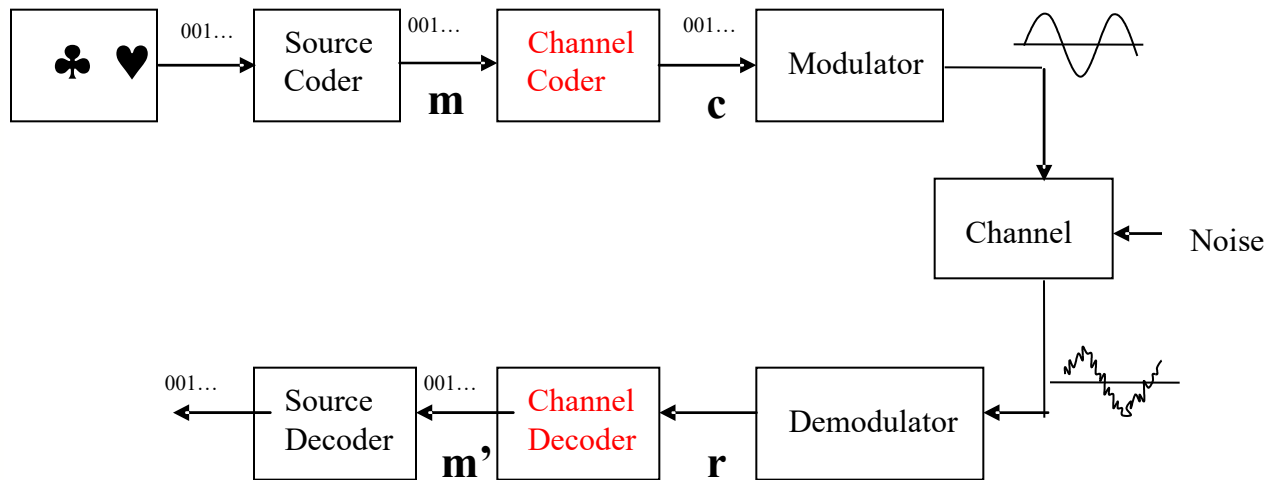 001…
Source
Coder
001…
m
Channel
Coder
001…
c
Modulator
Channel
Noise
001…
Source
Decoder
001…
m’
Channel
Decoder
r
Demodulator